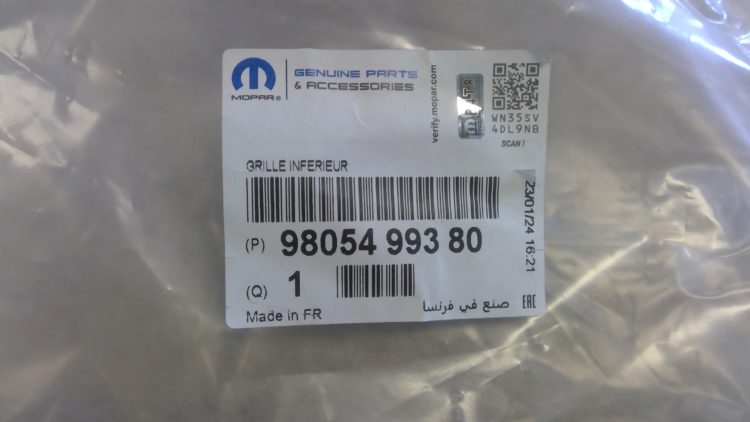 MOPAR®
GENUINE PARTS
& ACCESSORIES
verify.mopar.com
WN35SV
4DL9NB
SCAN!
GRILLE INFERIEUR
(P) 98054 993 80
23/01/24 16:21
(Q) 1
Made in FR
صنع في فرنسا
EAC